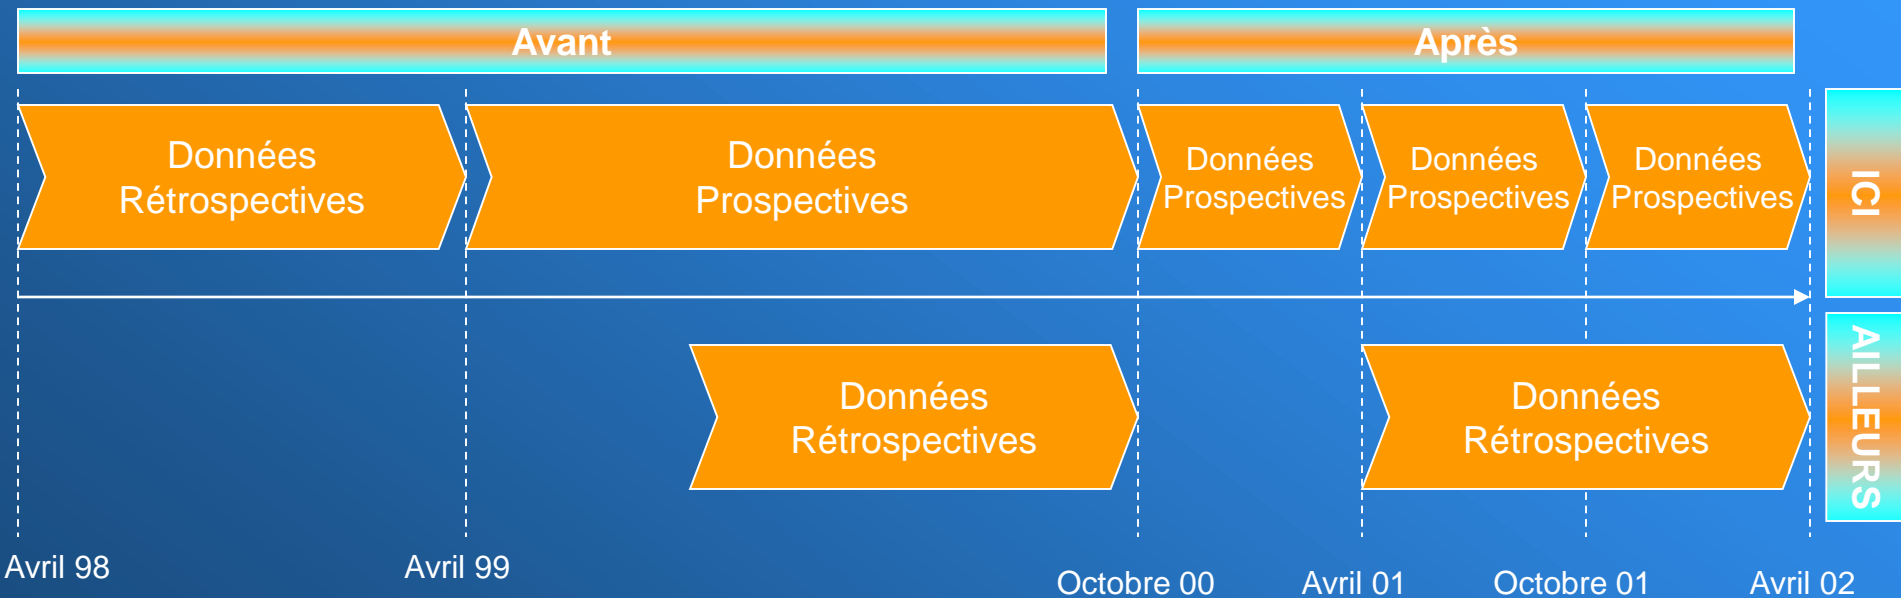 Avant
Après
Données
Rétrospectives
Données
Prospectives
Données
Prospectives
Données
Prospectives
Données
Prospectives
ICI
Données
Rétrospectives
Données
Rétrospectives
AILLEURS
Avril 98
Avril 99
Octobre 00
Avril 01
Octobre 01
Avril 02